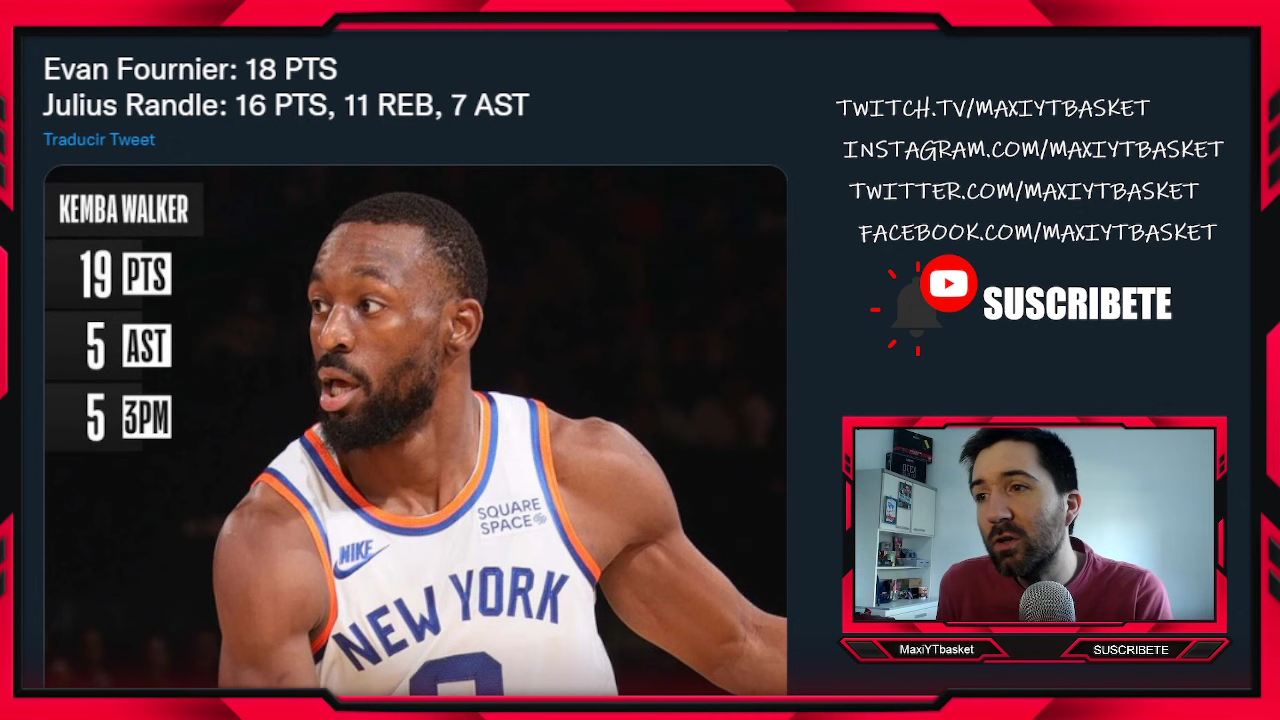 Evan Fournier: 18 PTS
Julius Randle: 16 PTS, 11 REB, 7 AST
Traducir Tweet
KEMBA WALKER
19 PTS
5 AST
5 3PM
SQUARE
SPACE
NIKE
NEW YORK
TWITCH.TV/MAXIYTBASKET
INSTAGRAM.COM/MAXIYTBASKET
TWITTER.COM/MAXIYTBASKET
FACEBOOK.COM/MAXIYTBASKET
SUSCRIBETE
MaxiYTbasket
SUSCRIBETE